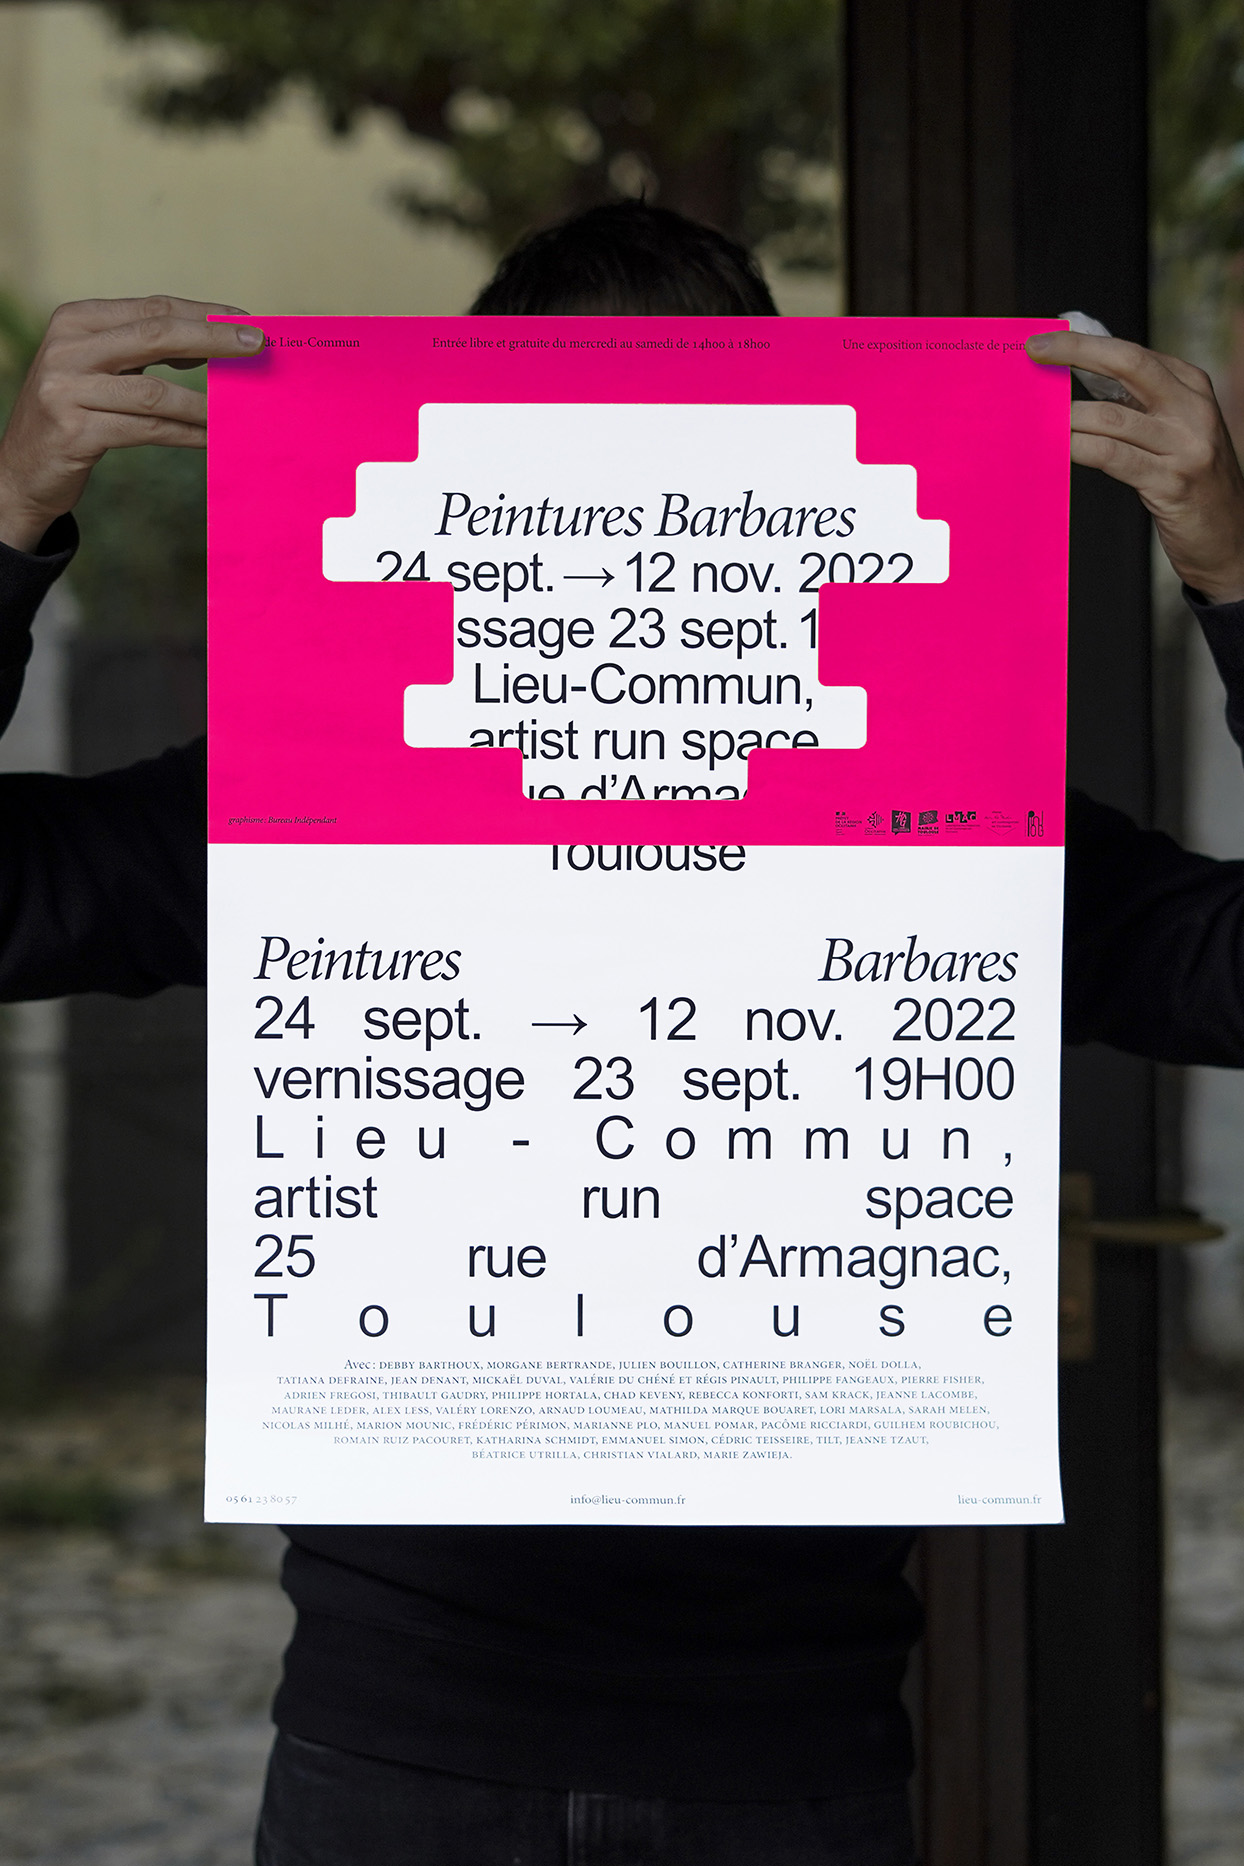 de Lieu-Commun
Entrée libre et gratuite du mercredi au samedi de 14h00 à 18h00
Une exposition iconoclaste de pein
Peintures Barbares
24 sept. → 12 nov. 2022
ssage 23 sept. 1
Lieu-Commun,
artist run space
ue d’Armag
graphisme: Bureau Indépendant
Toulouse
Peintures Barbares
24 sept. → 12 nov. 2022
vernissage 23 sept. 19H00
Lieu-Commun,
artist run space
25 rue d’Armagnac,
Toulouse
Avec: DEBBY BARTHOUX, MORGANE BERTRANDE, JULIEN BOUILLON, CATHERINE BRANGER, NOËL DOLLA,
TATIANA DEFRAINE, JEAN DENANT, MICKAËL DUVAL, VALÉRIE DU CHÉNÉ ET RÉGIS PINAULT, PHILIPPE FANGEAUX, PIERRE FISHER,
ADRIEN FREGOSI, THIBAULT GAUDRY, PHILIPPE HORTALA, CHAD KEVENY, REBECCA KONFORTI, SAM KRACK, JEANNE LACOMBE,
MAURANE LEDER, ALEX LESS, VALÉRY LORENZO, ARNAUD LOUMEAU, MATHILDA MARQUE BOUARET, LORI MARSALA, SARAH MELEN,
NICOLAS MILHÉ, MARION MOUNIC, FRÉDÉRIC PÉRIMON, MARIANNE PLO, MANUEL POMAR, PACÔME RICCIARDI, GUILHEM ROUBICHOU,
ROMAIN RUIZ PACOURET, KATHARINA SCHMIDT, EMMANUEL SIMON, CÉDRIC TEISSEIRE, TILT, JEANNE TZAUT,
BÉATRICE UTRILLA, CHRISTIAN VIALARD, MARIE ZAWIEJA.
05 61 23 80 57
info@lieu-commun.fr
lieu-commun.fr